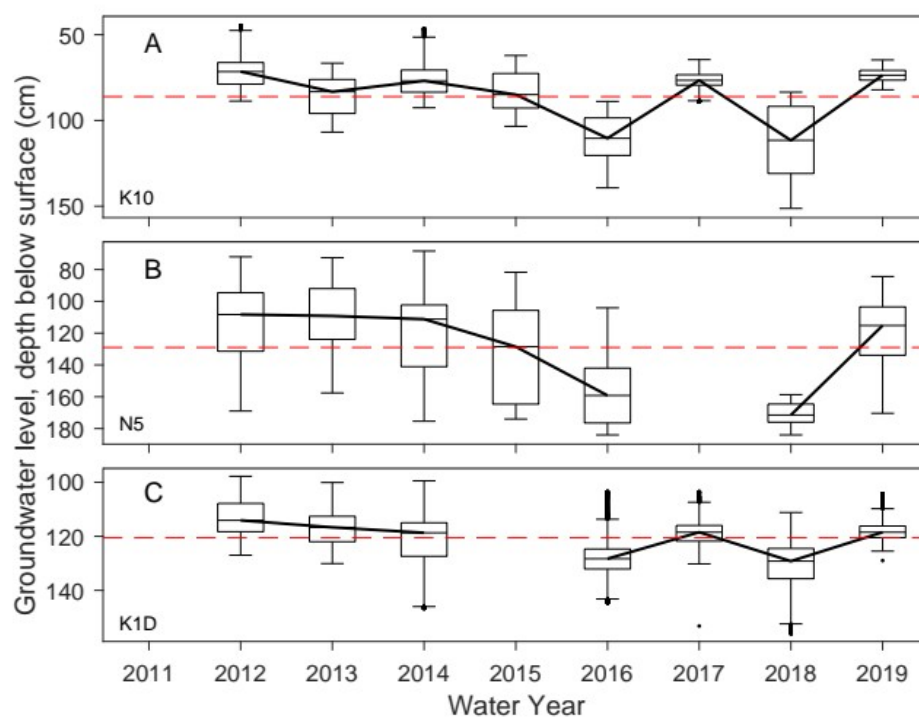 Groundwater level, depth below surface (cm)
A
50
100
150
K10
B
80
100
120
140
160
180
N5
C
100
120
140
K1D
2011 2012 2013 2014 2015 2016 2017 2018 2019
Water Year